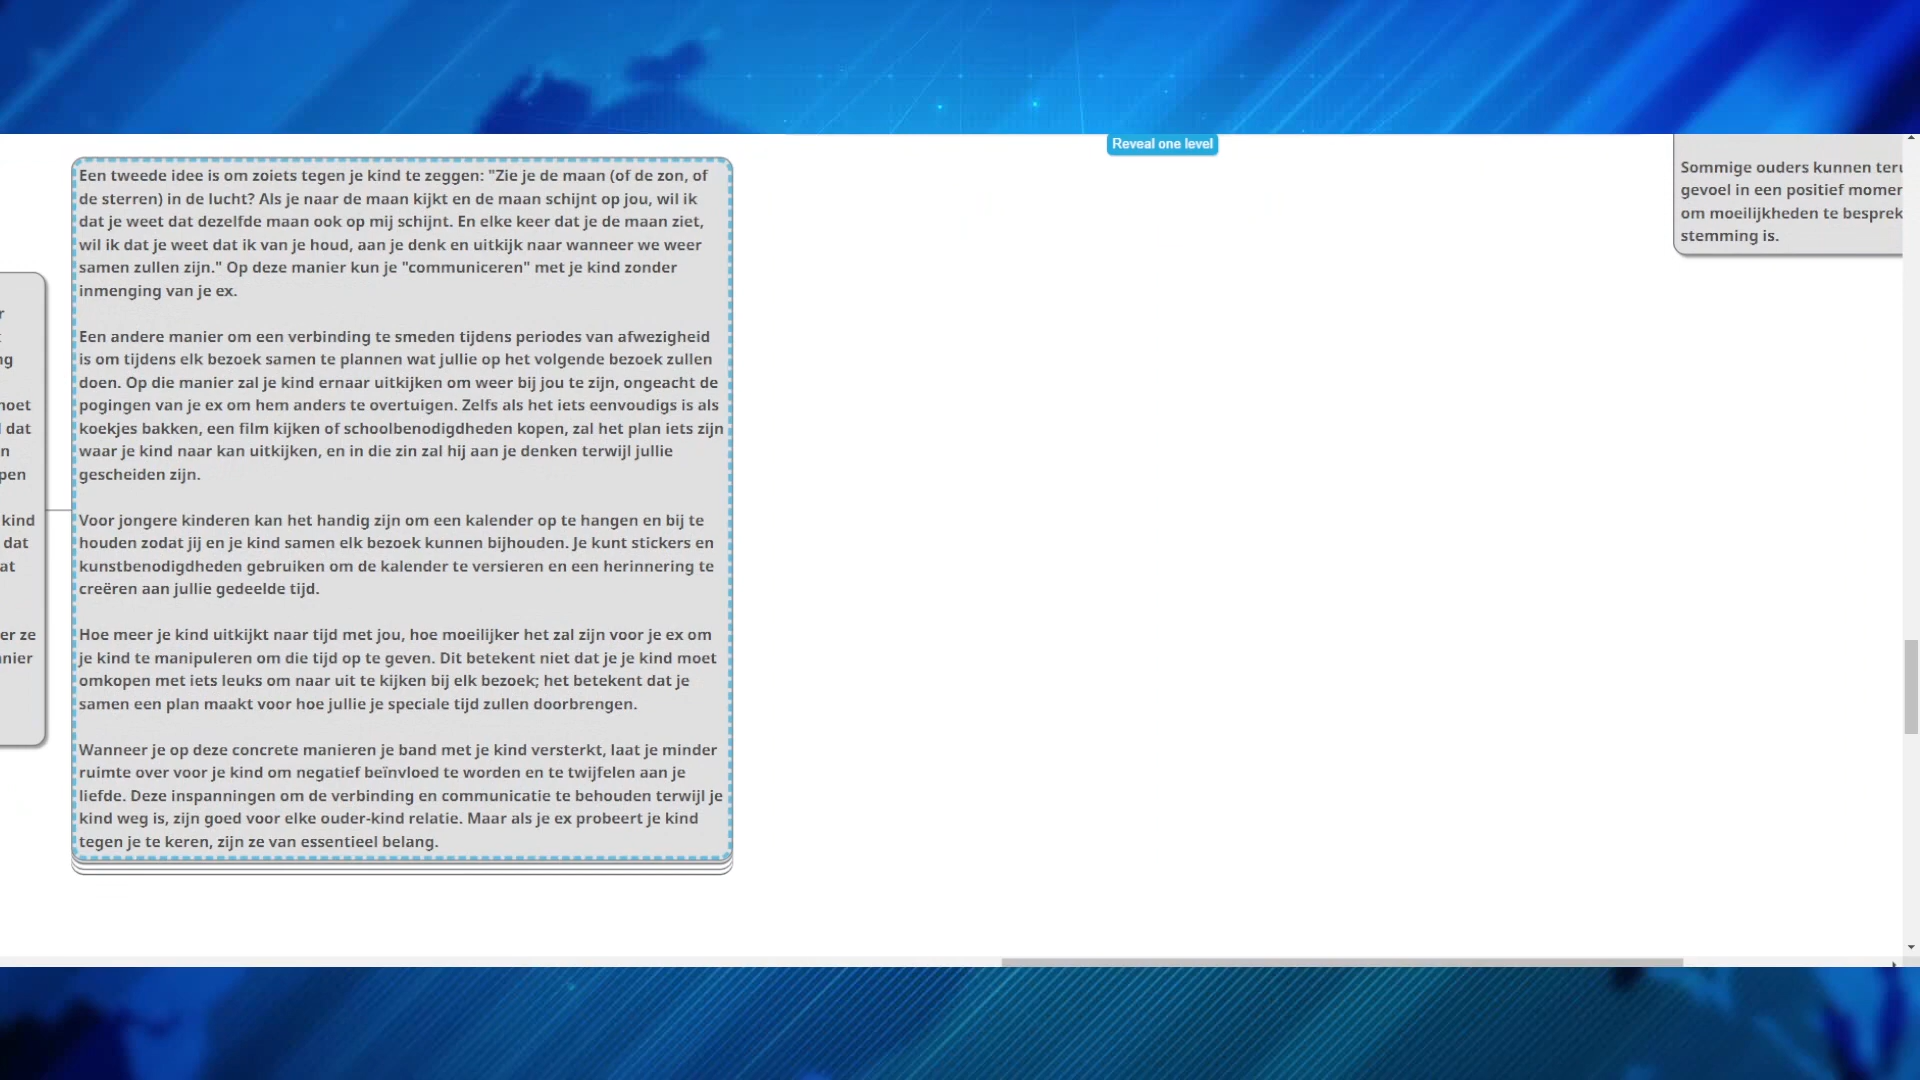 Reveal one level
Een tweede idee is om zoiets tegen je kind te zeggen: "Zie je de maan (of de zon, of
de sterren) in de lucht? Als je naar de maan kijkt en de maan schijnt op jou, wil ik
dat je weet dat dezelfde maan ook op mij schijnt. En elke keer dat je de maan ziet,
wil ik dat je weet dat ik van je houd, aan je denk en uitkijk naar wanneer we weer
samen zullen zijn." Op deze manier kun je "communiceren" met je kind zonder
inmenging van je ex.
Een andere manier om een verbinding te smeden tijdens periodes van afwezigheid
is om tijdens elk bezoek samen te plannen wat jullie op het volgende bezoek zullen
doen. Op die manier zal je kind ernaar uitkijken om weer bij jou te zijn, ongeacht de
pogingen van je ex om hem anders te overtuigen. Zelfs als het iets eenvoudigs is als
koekjes bakken, een film kijken of schoolbenodigdheden kopen, zal het plan iets zijn
waar je kind naar kan uitkijken, en in die zin zal hij aan je denken terwijl jullie
gescheiden zijn.
Voor jongere kinderen kan het handig zijn om een kalender op te hangen en bij te
houden zodat jij en je kind samen elk bezoek kunnen bijhouden. Je kunt stickers en
kunstbenodigdheden gebruiken om de kalender te versieren en een herinnering te
creëren aan jullie gedeelde tijd.
Hoe meer je kind uitkijkt naar tijd met jou, hoe moeilijker het zal zijn voor je ex om
je kind te manipuleren om die tijd op te geven. Dit betekent niet dat je je kind moet
omkopen met iets leuks om naar uit te kijken bij elk bezoek; het betekent dat je
samen een plan maakt voor hoe jullie je speciale tijd zullen doorbrengen.
Wanneer je op deze concrete manieren je band met je kind versterkt, laat je minder
ruimte over voor je kind om negatief beïnvloed te worden en te twijfelen aan je
liefde. Deze inspanningen om de verbinding en communicatie te behouden terwijl je
kind weg is, zijn goed voor elke ouder-kind relatie. Maar als je ex probeert je kind
tegen je te keren, zijn ze van essentieel belang.
Sommige ouders kunnen
gevoel in een positief
om moeilijkheden te
stemming is.
dat
kind
dat
ze